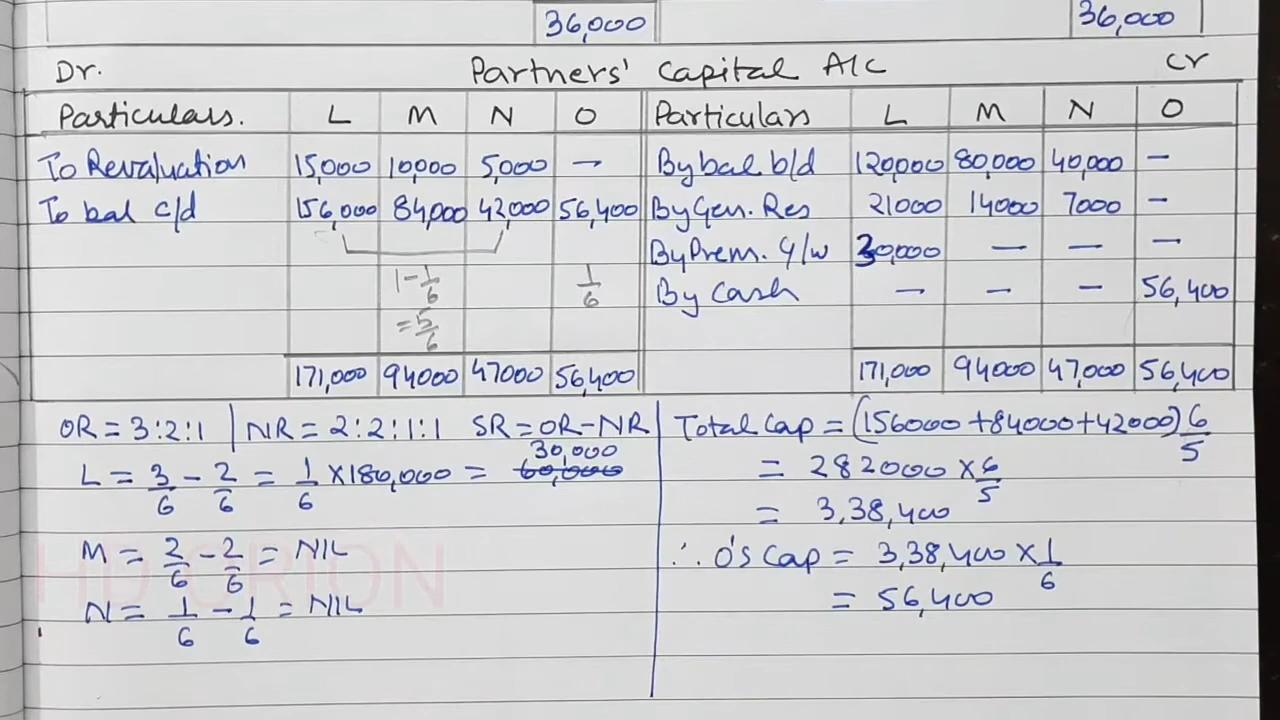 36,000 36,000
Dr. Partners' Capital A/C Cr
Particulars. L M N O Particulars L M N O
To Revaluation 15,000 10,000 5,000 — By bal b/d 120,000 80,000 40,000 —
To bal c/d 156,000 84,000 42,000 56,400 By Gen. Res 21000 14000 7000 —
By Prem. G/w 30,000 — — —
1-1/6 1/6 By Cash — — — 56,400
=5/6
171,000 94000 47000 56,400 171,000 94000 47,000 56,400
OR = 3:2:1 NR = 2:2:1:1 SR = OR-NR
L = 3/6 - 2/6 = 1/6 ×180,000 = 60,000 30,000
M = 2/6 - 2/6 = NIL
N = 1/6 - 1/6 = NIL
Total Cap = (156000+84000+42000)6/5
= 282000 × 6/5
= 3,38,400
∴ O's Cap = 3,38,400 × 1/6
= 56,400
HD ORION